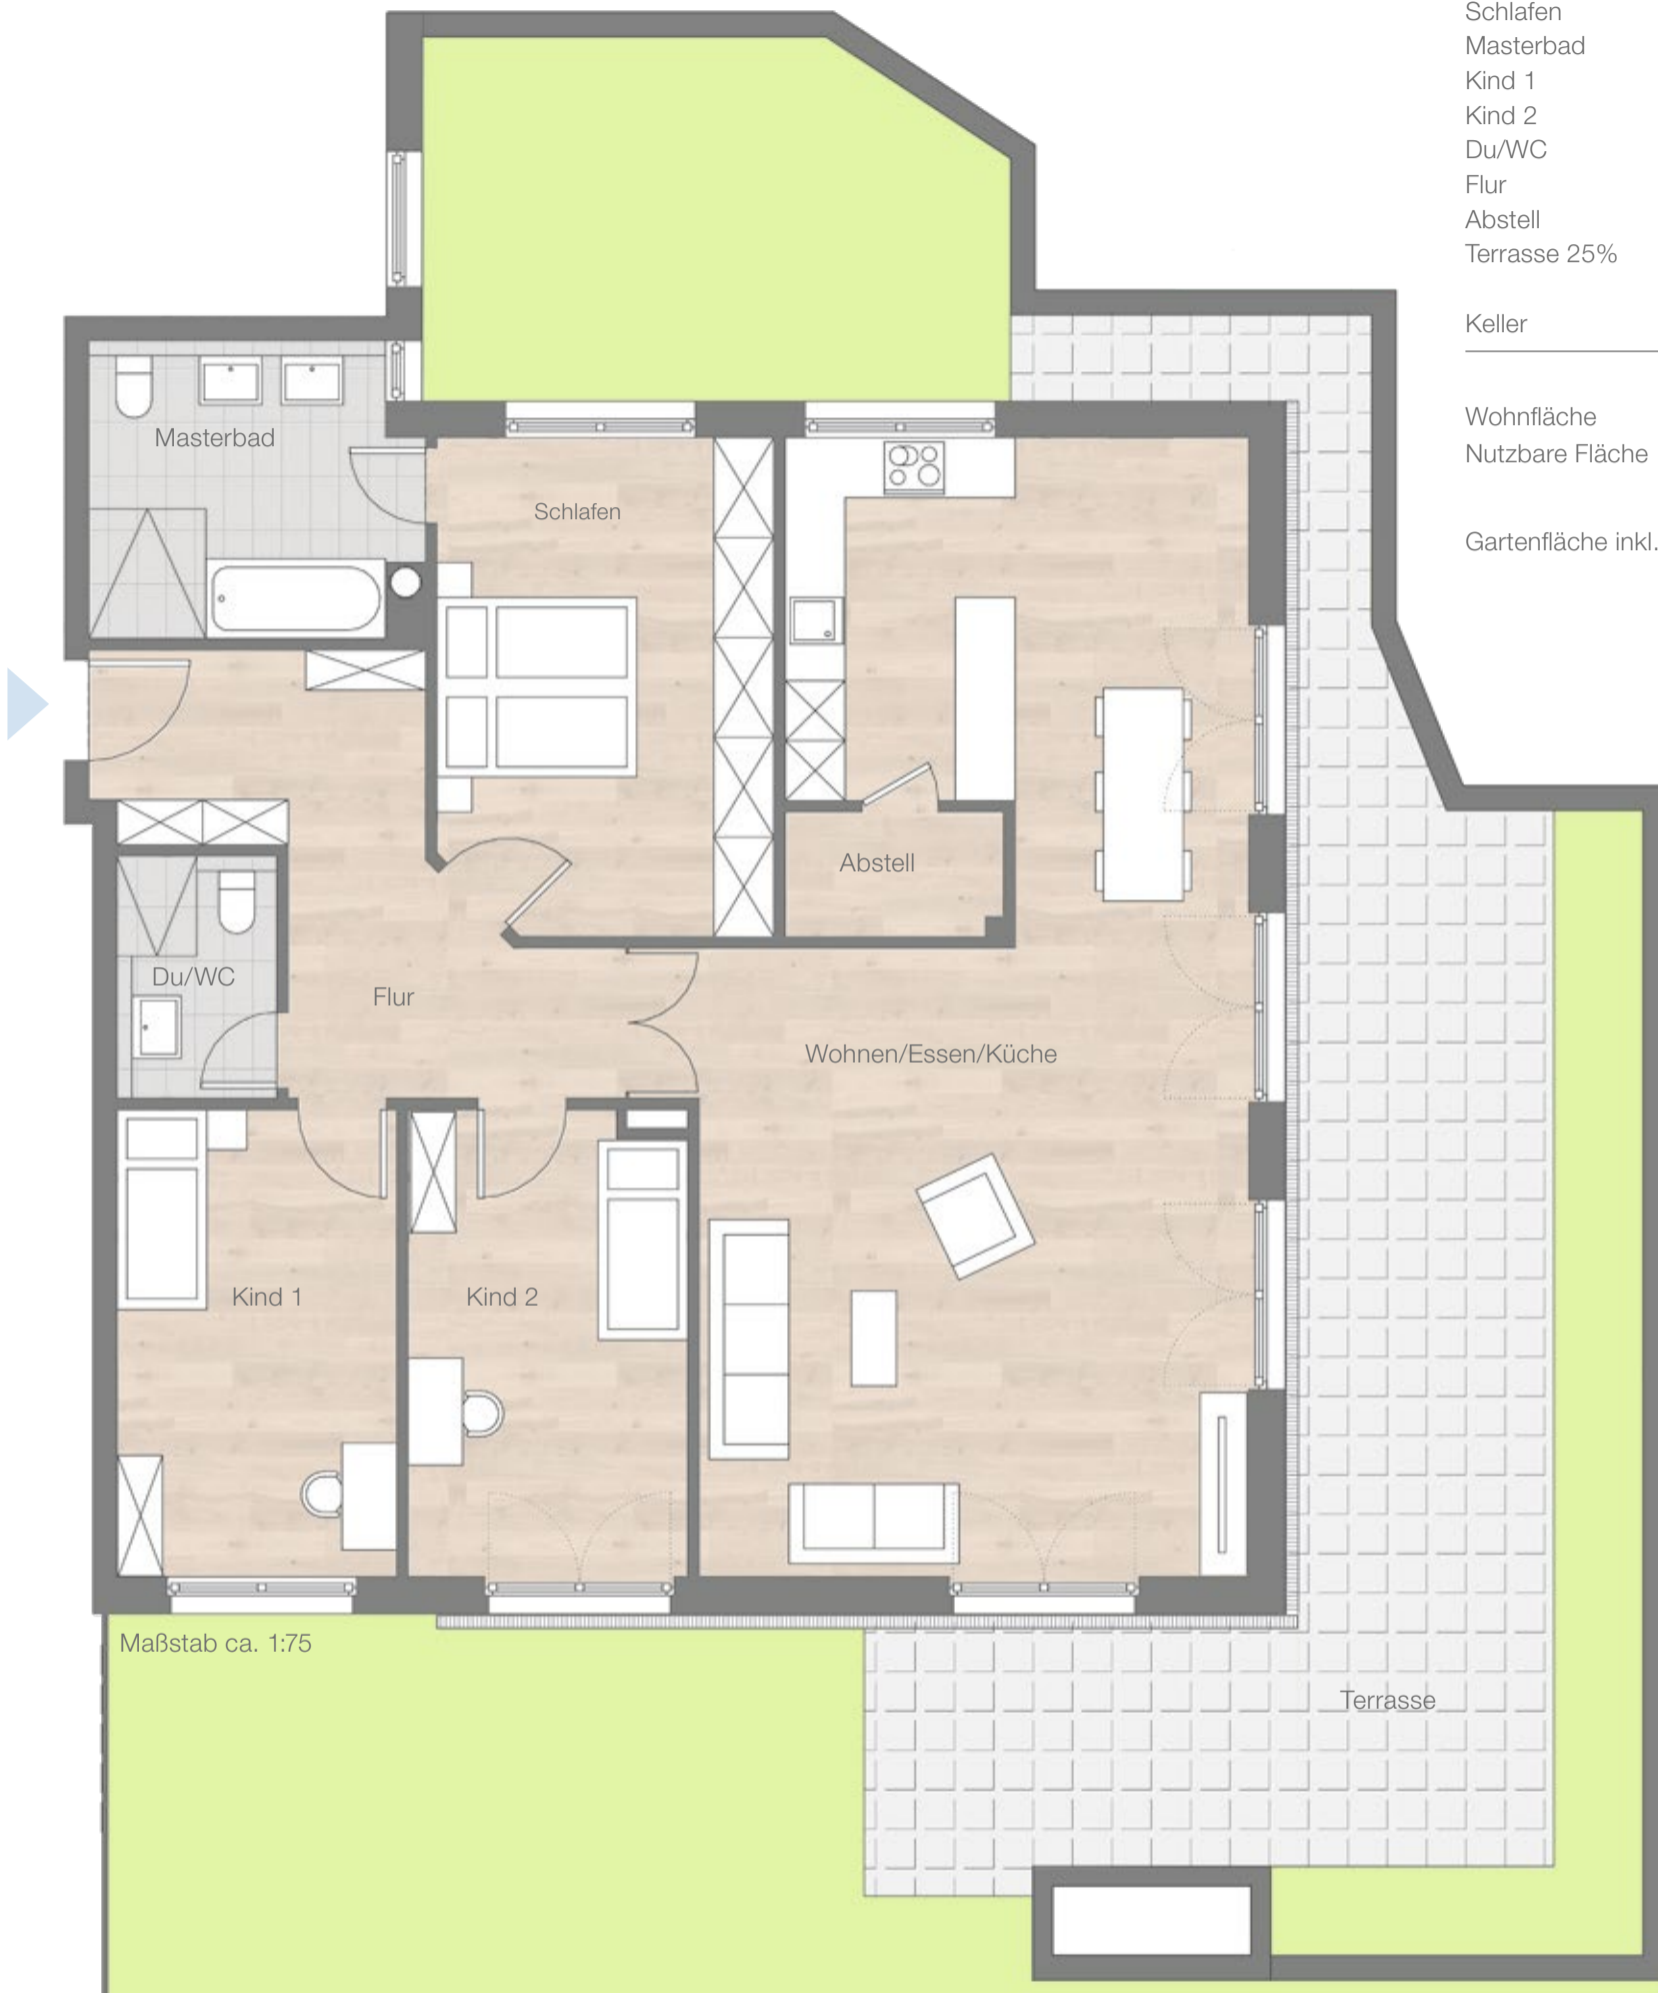 Schlafen
Masterbad
Kind 1
Kind 2
Du/WC
Flur
Abstell
Terrasse 25%
Keller
Wohnfläche
Nutzbare Fläche
Gartenfläche inkl.
Masterbad
Schlafen
Abstell
Du/WC
Flur
Wohnen/Essen/Küche
Kind 1
Kind 2
Maßstab ca. 1:75
Terrasse